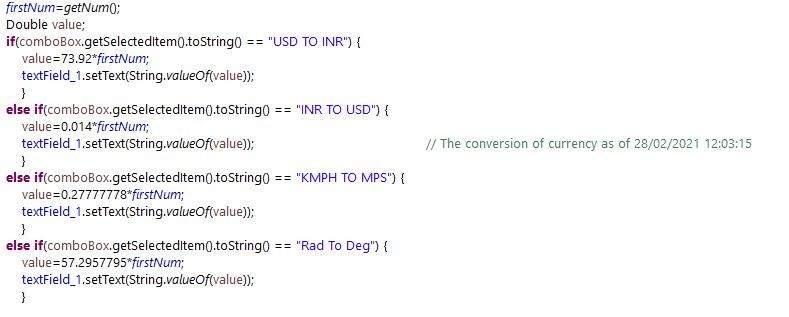 firstNum=getNum();
Double value;
if(comboBox.getSelectedItem().toString() == "USD TO INR") {
value=73.92*firstNum;
textField_1.setText(String.valueOf(value));
}
else if(comboBox.getSelectedItem().toString() == "INR TO USD") {
value=0.014*firstNum;
textField_1.setText(String.valueOf(value)); // The conversion of currency as of 28/02/2021 12:03:15
}
else if(comboBox.getSelectedItem().toString() == "KMPH TO MPS") {
value=0.27777778*firstNum;
textField_1.setText(String.valueOf(value));
}
else if(comboBox.getSelectedItem().toString() == "Rad To Deg") {
value=57.2957795*firstNum;
textField_1.setText(String.valueOf(value));
}